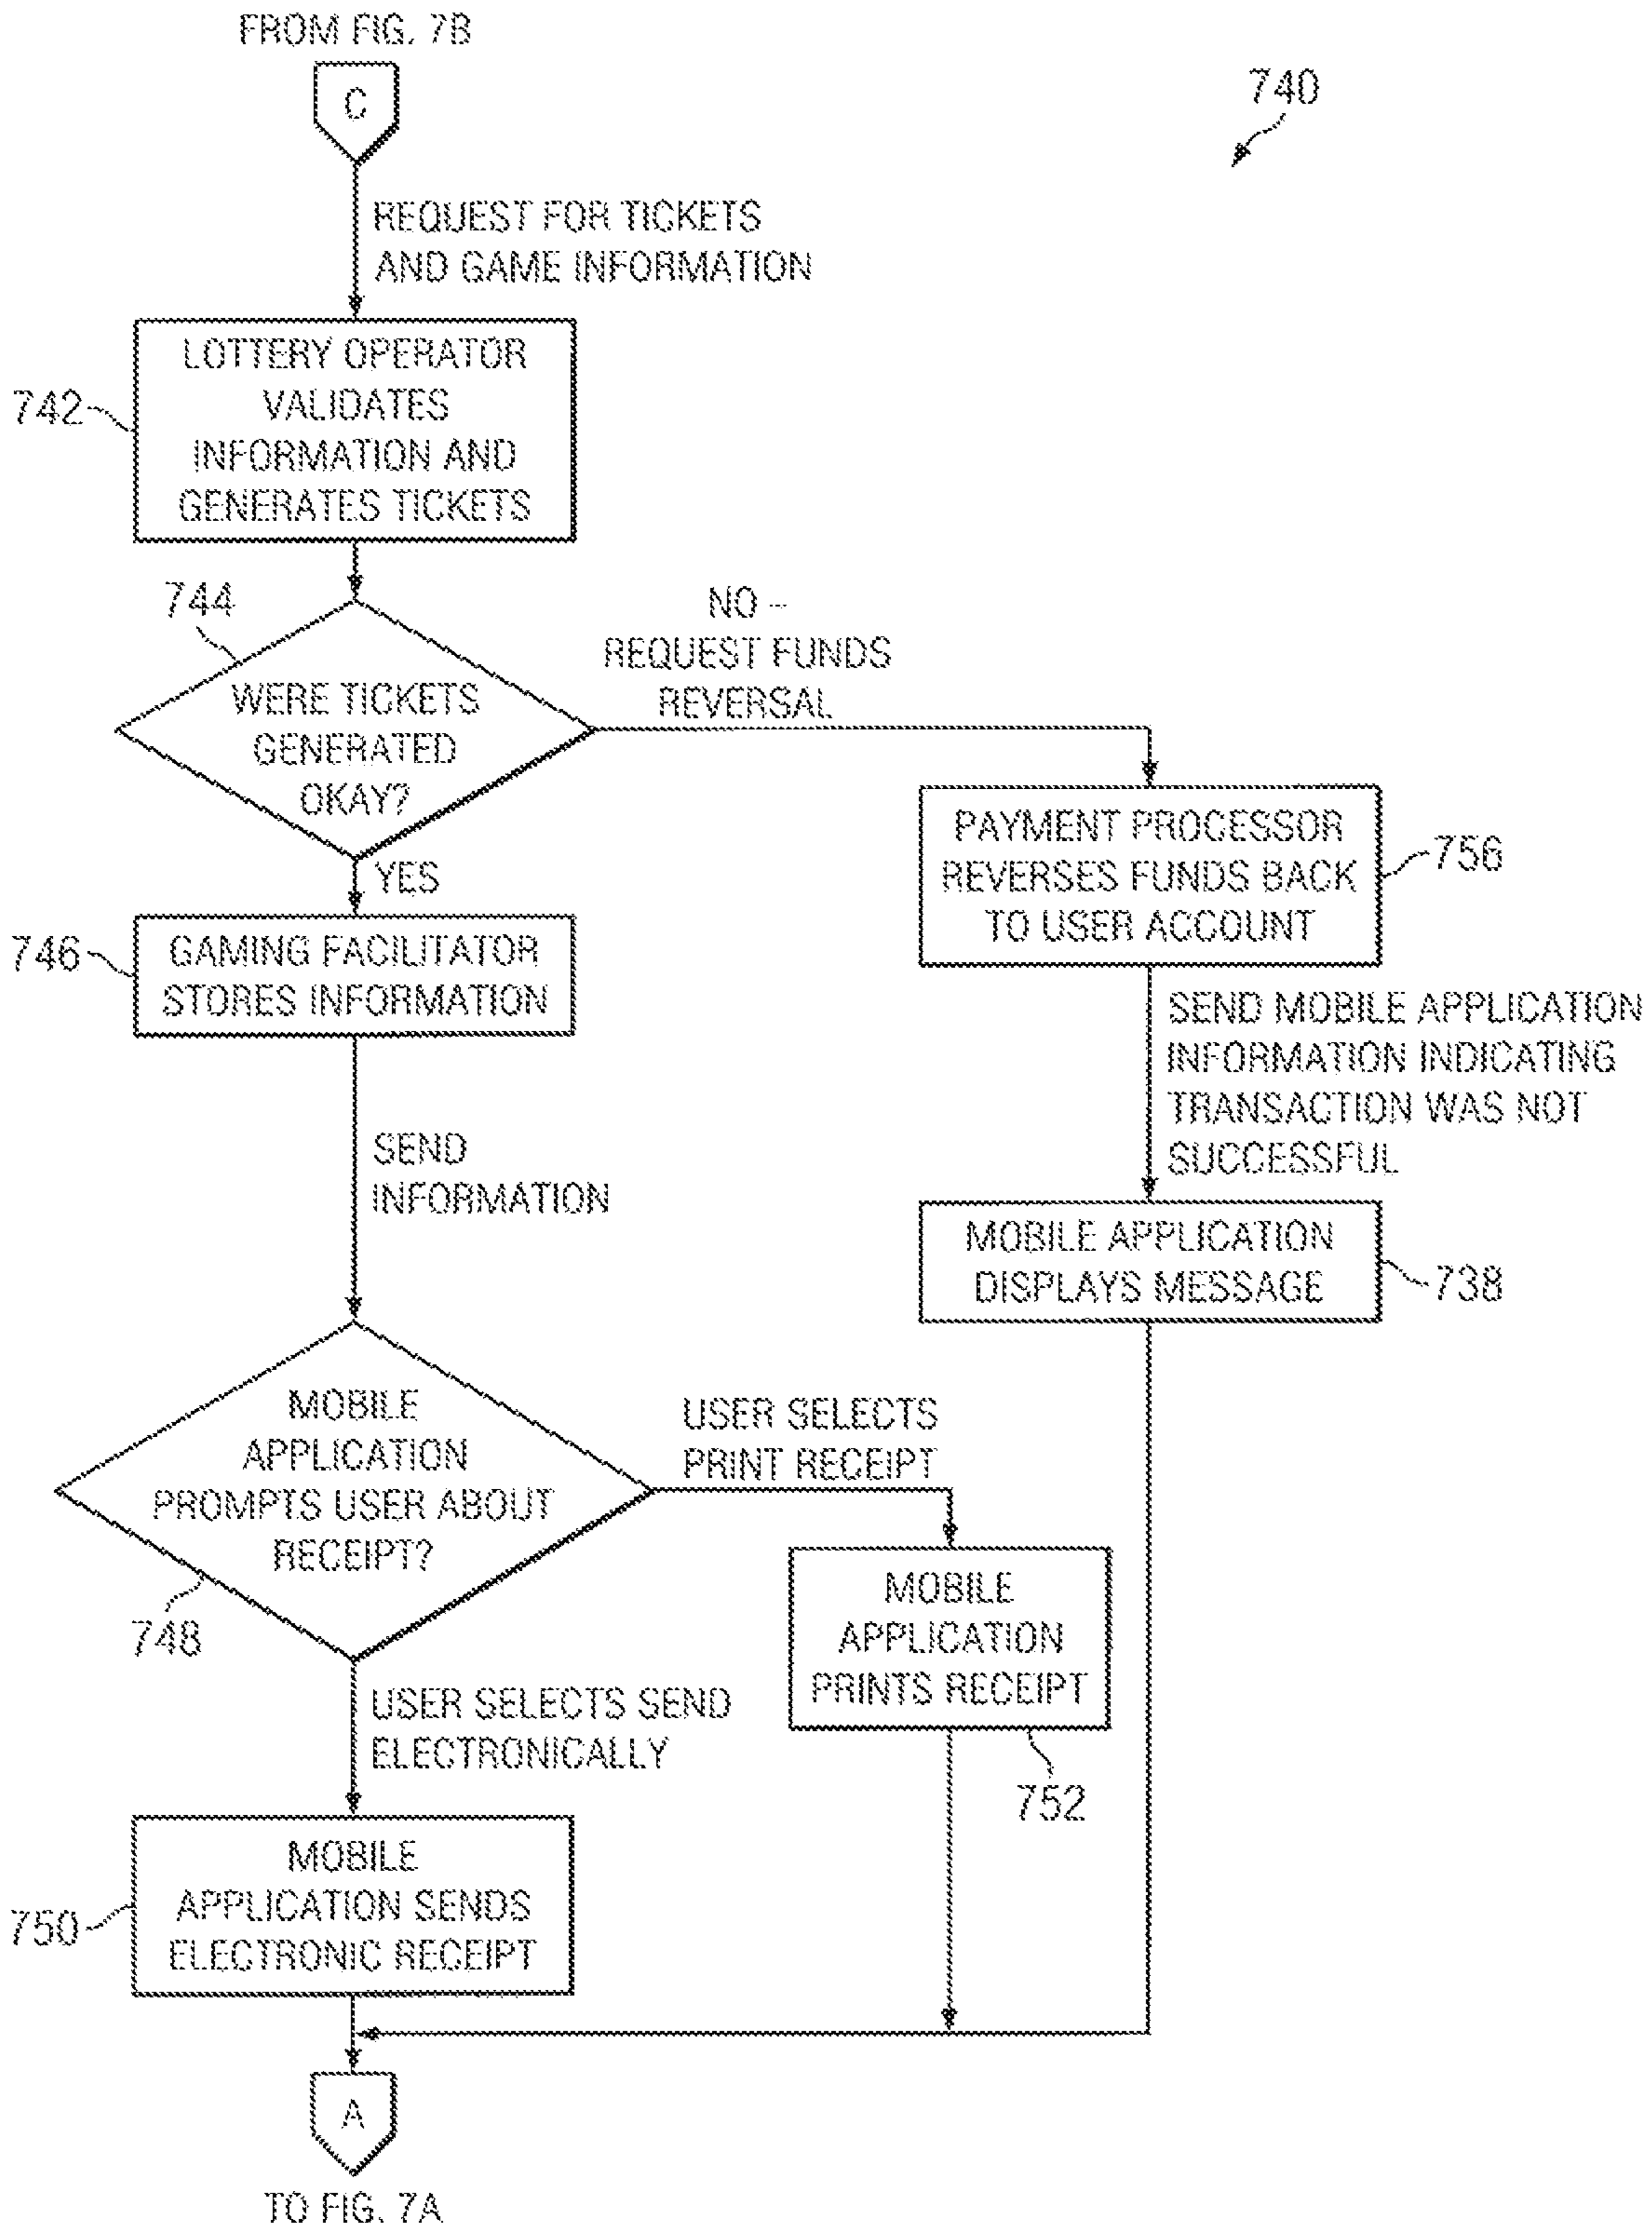 FROM FIG. 7B
C
740
REQUEST FOR TICKETS
AND GAME INFORMATION
742
LOTTERY OPERATOR
VALIDATES
INFORMATION AND
GENERATES TICKETS
744
WERE TICKETS
GENERATED
OKAY?
NO -
REQUEST FUNDS
REVERSAL
YES
756
PAYMENT PROCESSOR
REVERSES FUNDS BACK
TO USER ACCOUNT
746
GAMING FACILITATOR
STORES INFORMATION
SEND MOBILE APPLICATION
INFORMATION INDICATING
TRANSACTION WAS NOT
SUCCESSFUL
SEND
INFORMATION
MOBILE APPLICATION
DISPLAYS MESSAGE
738
MOBILE
APPLICATION
PROMPTS USER ABOUT
RECEIPT?
748
USER SELECTS
PRINT RECEIPT
MOBILE
APPLICATION
PRINTS RECEIPT
752
USER SELECTS SEND
ELECTRONICALLY
750
MOBILE
APPLICATION SENDS
ELECTRONIC RECEIPT
A
TO FIG. 7A